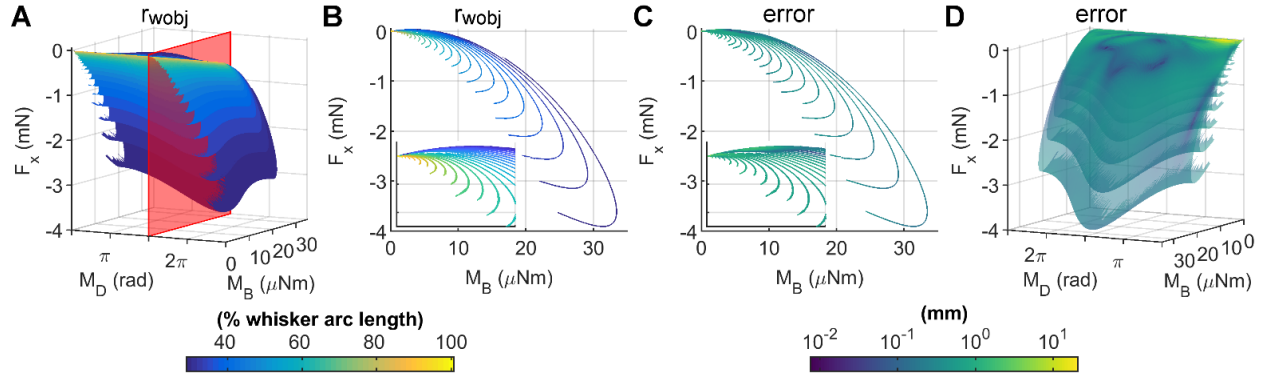 A
r_wobj
0
-1
-2
-3
-4
F_x (mN)
π
2π
M_D (rad)
0
10
20
30
M_B (μNm)
B
r_wobj
0
-1
-2
-3
-4
F_x (mN)
0
10
20
30
M_B (μNm)
C
error
0
-1
-2
-3
-4
F_x (mN)
0
10
20
30
M_B (μNm)
D
error
0
-1
-2
-3
-4
F_x (mN)
2π
π
M_D (rad)
30
20
10
0
M_B (μNm)
(% whisker arc length)
40
60
80
100
(mm)
10^-2
10^-1
10^0
10^1